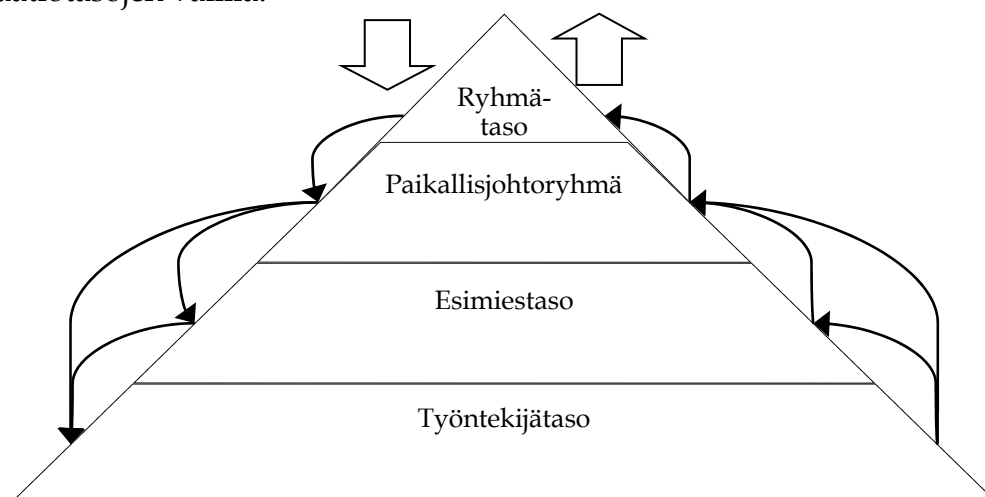 Ryhmä-
taso
Paikallisjohtoryhmä
Esimiestaso
Työntekijätaso